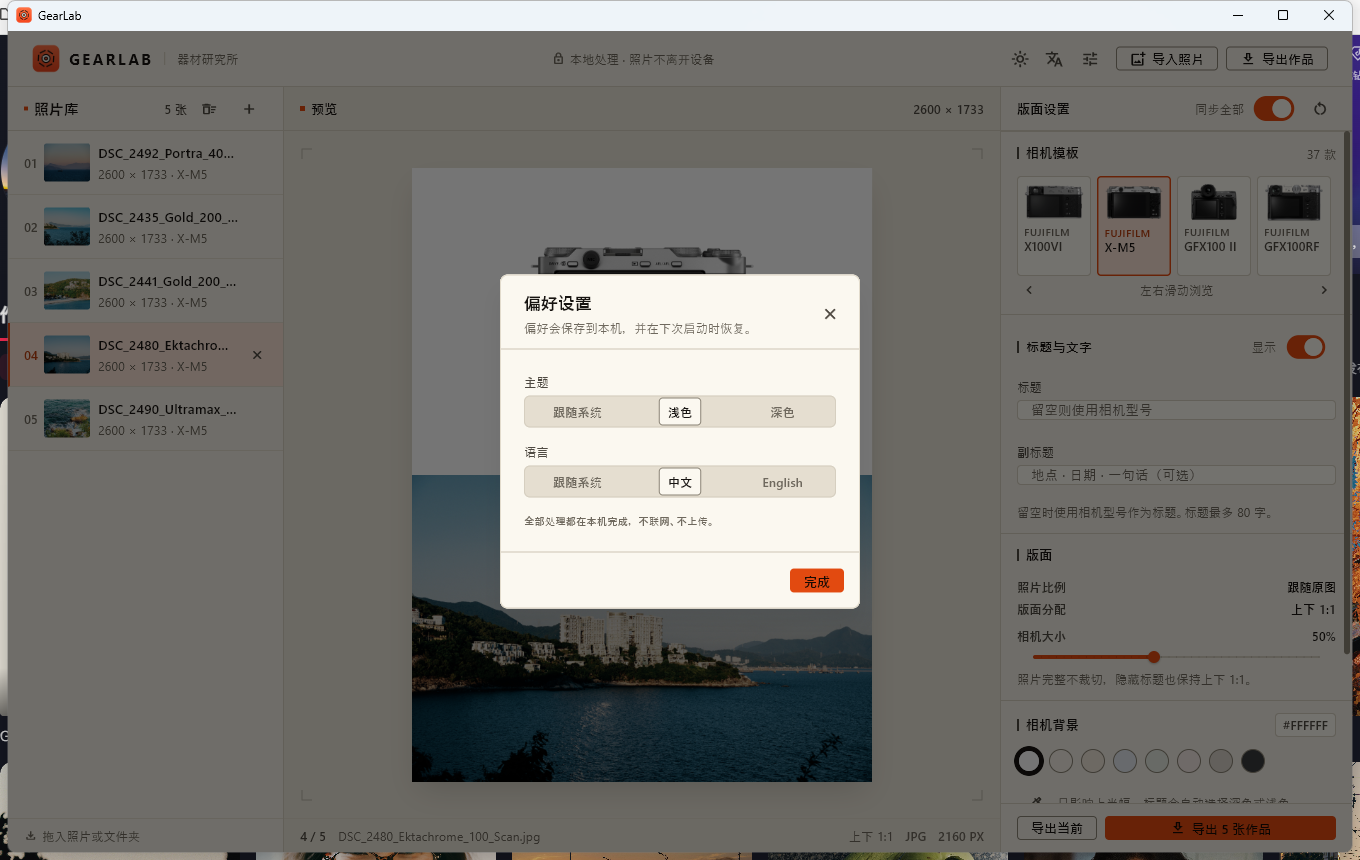 GearLab
GEARLAB 器材研究所
本地处理 · 照片不离开设备
导入照片
导出作品
照片库 5 张
预览
2600 × 1733
版面设置
同步全部
01
DSC_2492_Portra_40...
2600 × 1733 · X-M5
02
DSC_2435_Gold_200_...
2600 × 1733 · X-M5
03
DSC_2441_Gold_200_...
2600 × 1733 · X-M5
04
DSC_2480_Ektachro...
2600 × 1733 · X-M5
05
DSC_2490_Ultramax_...
2600 × 1733 · X-M5
拖入照片或文件夹
偏好设置
偏好会保存到本机，并在下次启动时恢复。
主题
跟随系统 浅色 深色
语言
跟随系统 中文 English
全部处理都在本机完成，不联网、不上传。
完成
4 / 5 DSC_2480_Ektachrome_100_Scan.jpg
上下 1:1 JPG 2160 PX
相机模板
37 款
FUJIFILM
X100VI
FUJIFILM
X-M5
FUJIFILM
GFX100 II
FUJIFILM
GFX100RF
左右滑动浏览
标题与文字
显示
标题
留空则使用相机型号
副标题
地点 · 日期 · 一句话（可选）
留空时使用相机型号作为标题。标题最多 80 字。
版面
照片比例 跟随原图
版面分配 上下 1:1
相机大小 50%
照片完整不裁切，隐藏标题也保持上下 1:1。
相机背景
#FFFFFF
导出当前
导出 5 张作品